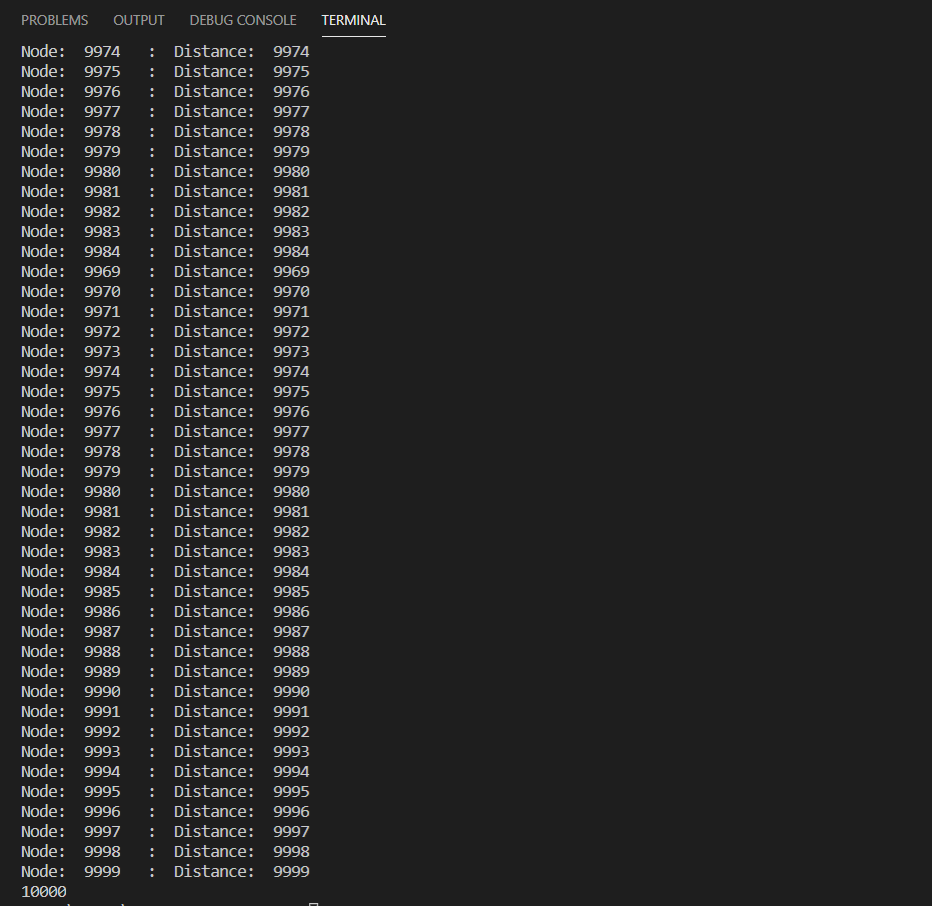 PROBLEMS OUTPUT DEBUG CONSOLE TERMINAL
Node: 9974 : Distance: 9974
Node: 9975 : Distance: 9975
Node: 9976 : Distance: 9976
Node: 9977 : Distance: 9977
Node: 9978 : Distance: 9978
Node: 9979 : Distance: 9979
Node: 9980 : Distance: 9980
Node: 9981 : Distance: 9981
Node: 9982 : Distance: 9982
Node: 9983 : Distance: 9983
Node: 9984 : Distance: 9984
Node: 9969 : Distance: 9969
Node: 9970 : Distance: 9970
Node: 9971 : Distance: 9971
Node: 9972 : Distance: 9972
Node: 9973 : Distance: 9973
Node: 9974 : Distance: 9974
Node: 9975 : Distance: 9975
Node: 9976 : Distance: 9976
Node: 9977 : Distance: 9977
Node: 9978 : Distance: 9978
Node: 9979 : Distance: 9979
Node: 9980 : Distance: 9980
Node: 9981 : Distance: 9981
Node: 9982 : Distance: 9982
Node: 9983 : Distance: 9983
Node: 9984 : Distance: 9984
Node: 9985 : Distance: 9985
Node: 9986 : Distance: 9986
Node: 9987 : Distance: 9987
Node: 9988 : Distance: 9988
Node: 9989 : Distance: 9989
Node: 9990 : Distance: 9990
Node: 9991 : Distance: 9991
Node: 9992 : Distance: 9992
Node: 9993 : Distance: 9993
Node: 9994 : Distance: 9994
Node: 9995 : Distance: 9995
Node: 9996 : Distance: 9996
Node: 9997 : Distance: 9997
Node: 9998 : Distance: 9998
Node: 9999 : Distance: 9999
10000